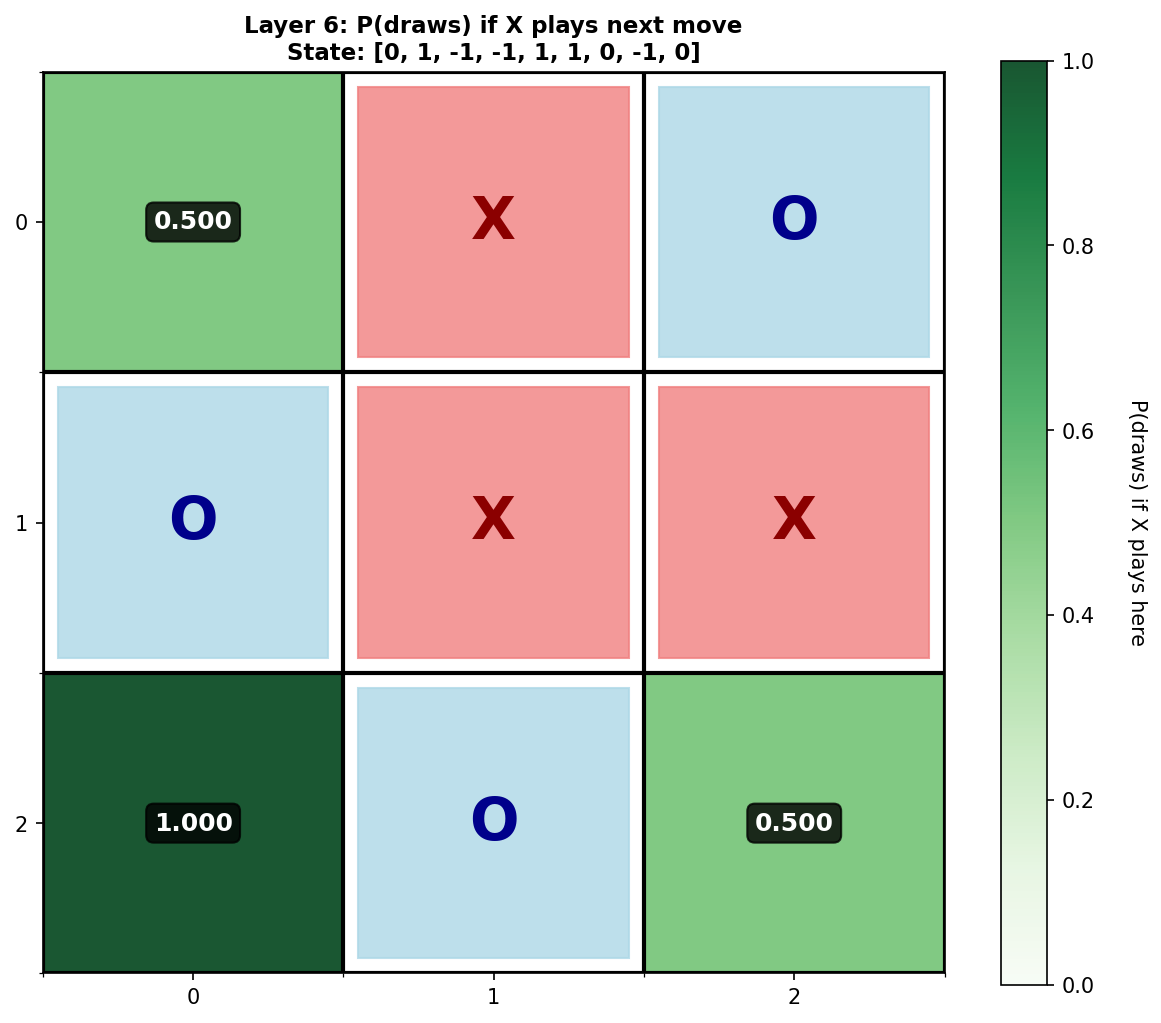 Layer 6: P(draws) if X plays next move
State: [0, 1, -1, -1, 1, 1, 0, -1, 0]
0.500 X O
O X X
1.000 O 0.500
0
1
2
0 1 2
1.0
0.8
0.6
0.4
0.2
0.0
P(draws) if X plays here